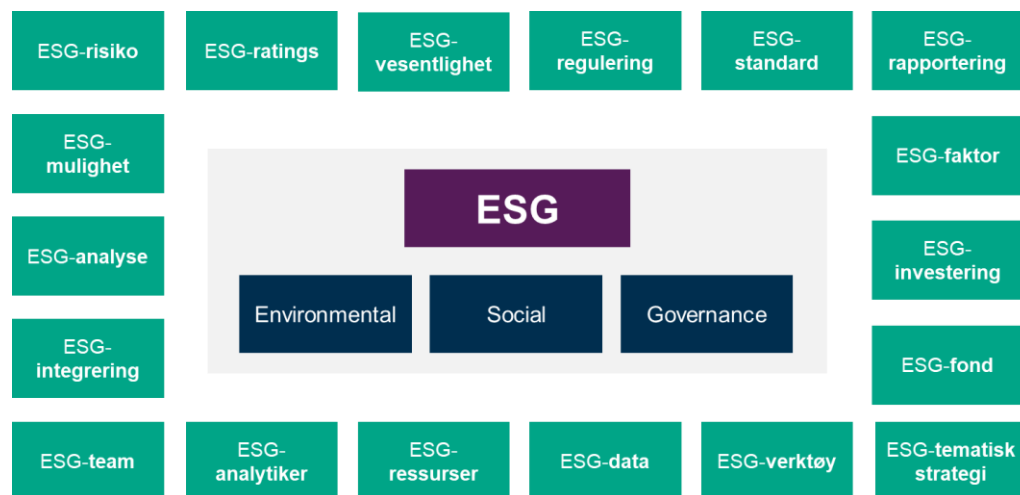 ESG-risiko
ESG-ratings
ESG-
vesentlighet
ESG-
regulering
ESG-
standard
ESG-
rapportering
ESG-
mulighet
ESG-faktor
ESG
ESG-analyse
ESG-
investering
Environmental
Social
Governance
ESG-
integrering
ESG-fond
ESG-team
ESG-
analytiker
ESG-
ressurser
ESG-data
ESG-verktøy
ESG-tematisk
strategi